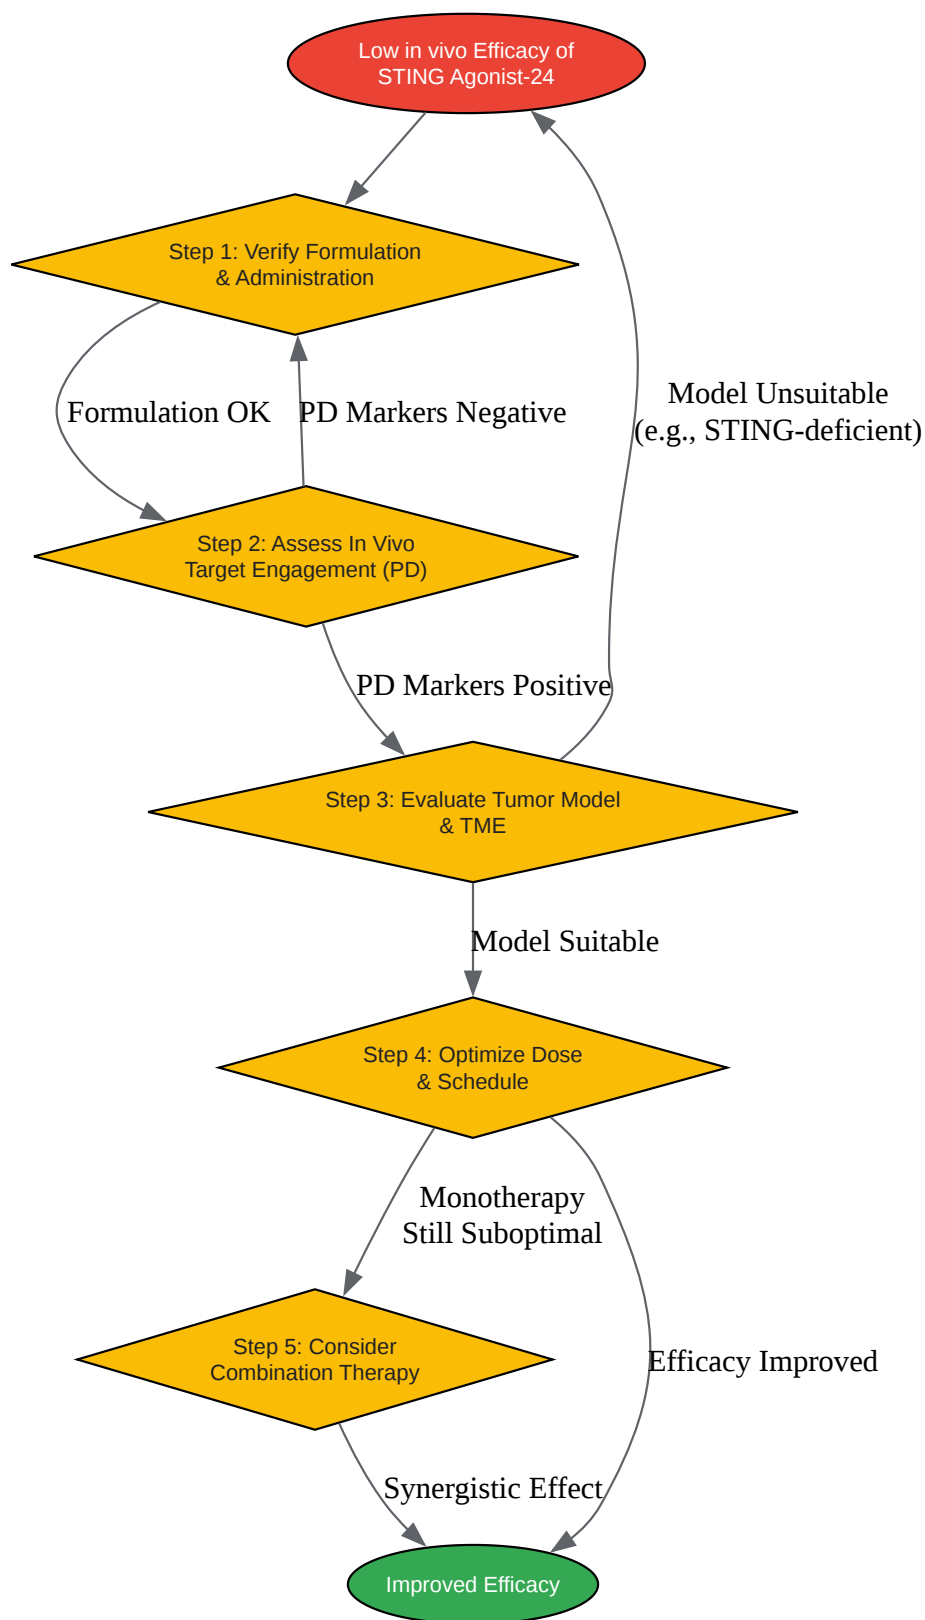 Low in vivo Efficacy of
STING Agonist-24
Step 1: Verify Formulation
& Administration
Formulation OK
PD Markers Negative
Model Unsuitable
(e.g., STING-deficient)
Step 2: Assess In Vivo
Target Engagement (PD)
PD Markers Positive
Step 3: Evaluate Tumor Model
& TME
Model Suitable
Step 4: Optimize Dose
& Schedule
Monotherapy
Still Suboptimal
Step 5: Consider
Combination Therapy
Efficacy Improved
Synergistic Effect
Improved Efficacy